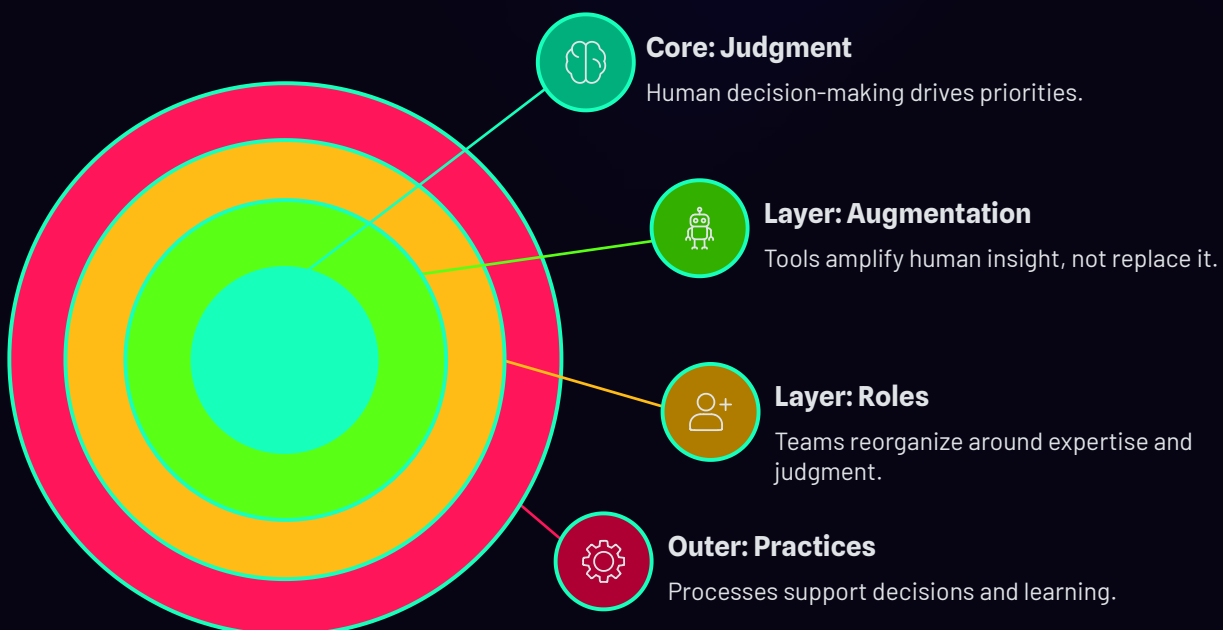 Core: Judgment
Human decision-making drives priorities.
Layer: Augmentation
Tools amplify human insight, not replace it.
Layer: Roles
Teams reorganize around expertise and
judgment.
Outer: Practices
Processes support decisions and learning.